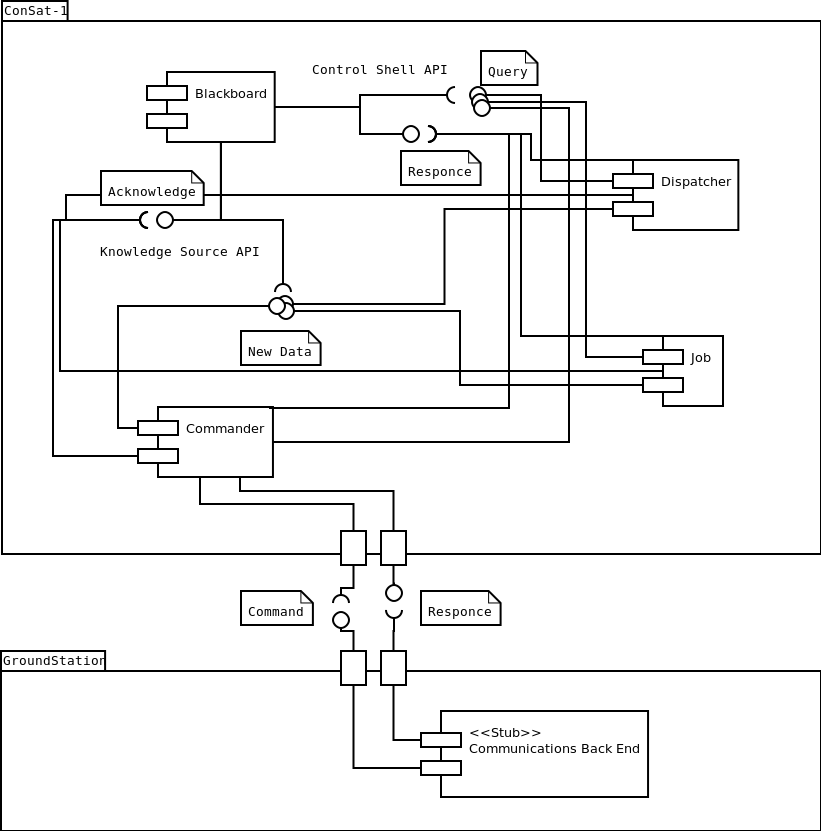 ConSat-1
Control Shell API
Query
Blackboard
Responce
Acknowledge
Dispatcher
Knowledge Source API
New Data
Job
Commander
Command
Responce
GroundStation
<<Stub>>
Communications Back End